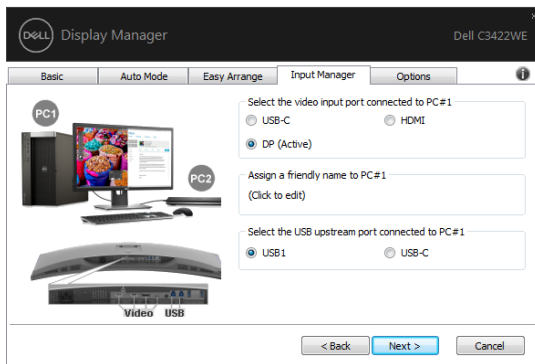 DELL Display Manager Dell C3422WE
Basic Auto Mode Easy Arrange Input Manager Options
PC1
PC2
Video USB
Select the video input port connected to PC#1
USB-C HDMI
DP (Active)
Assign a friendly name to PC#1
(Click to edit)
Select the USB upstream port connected to PC#1
USB1 USB-C
< Back Next > Cancel